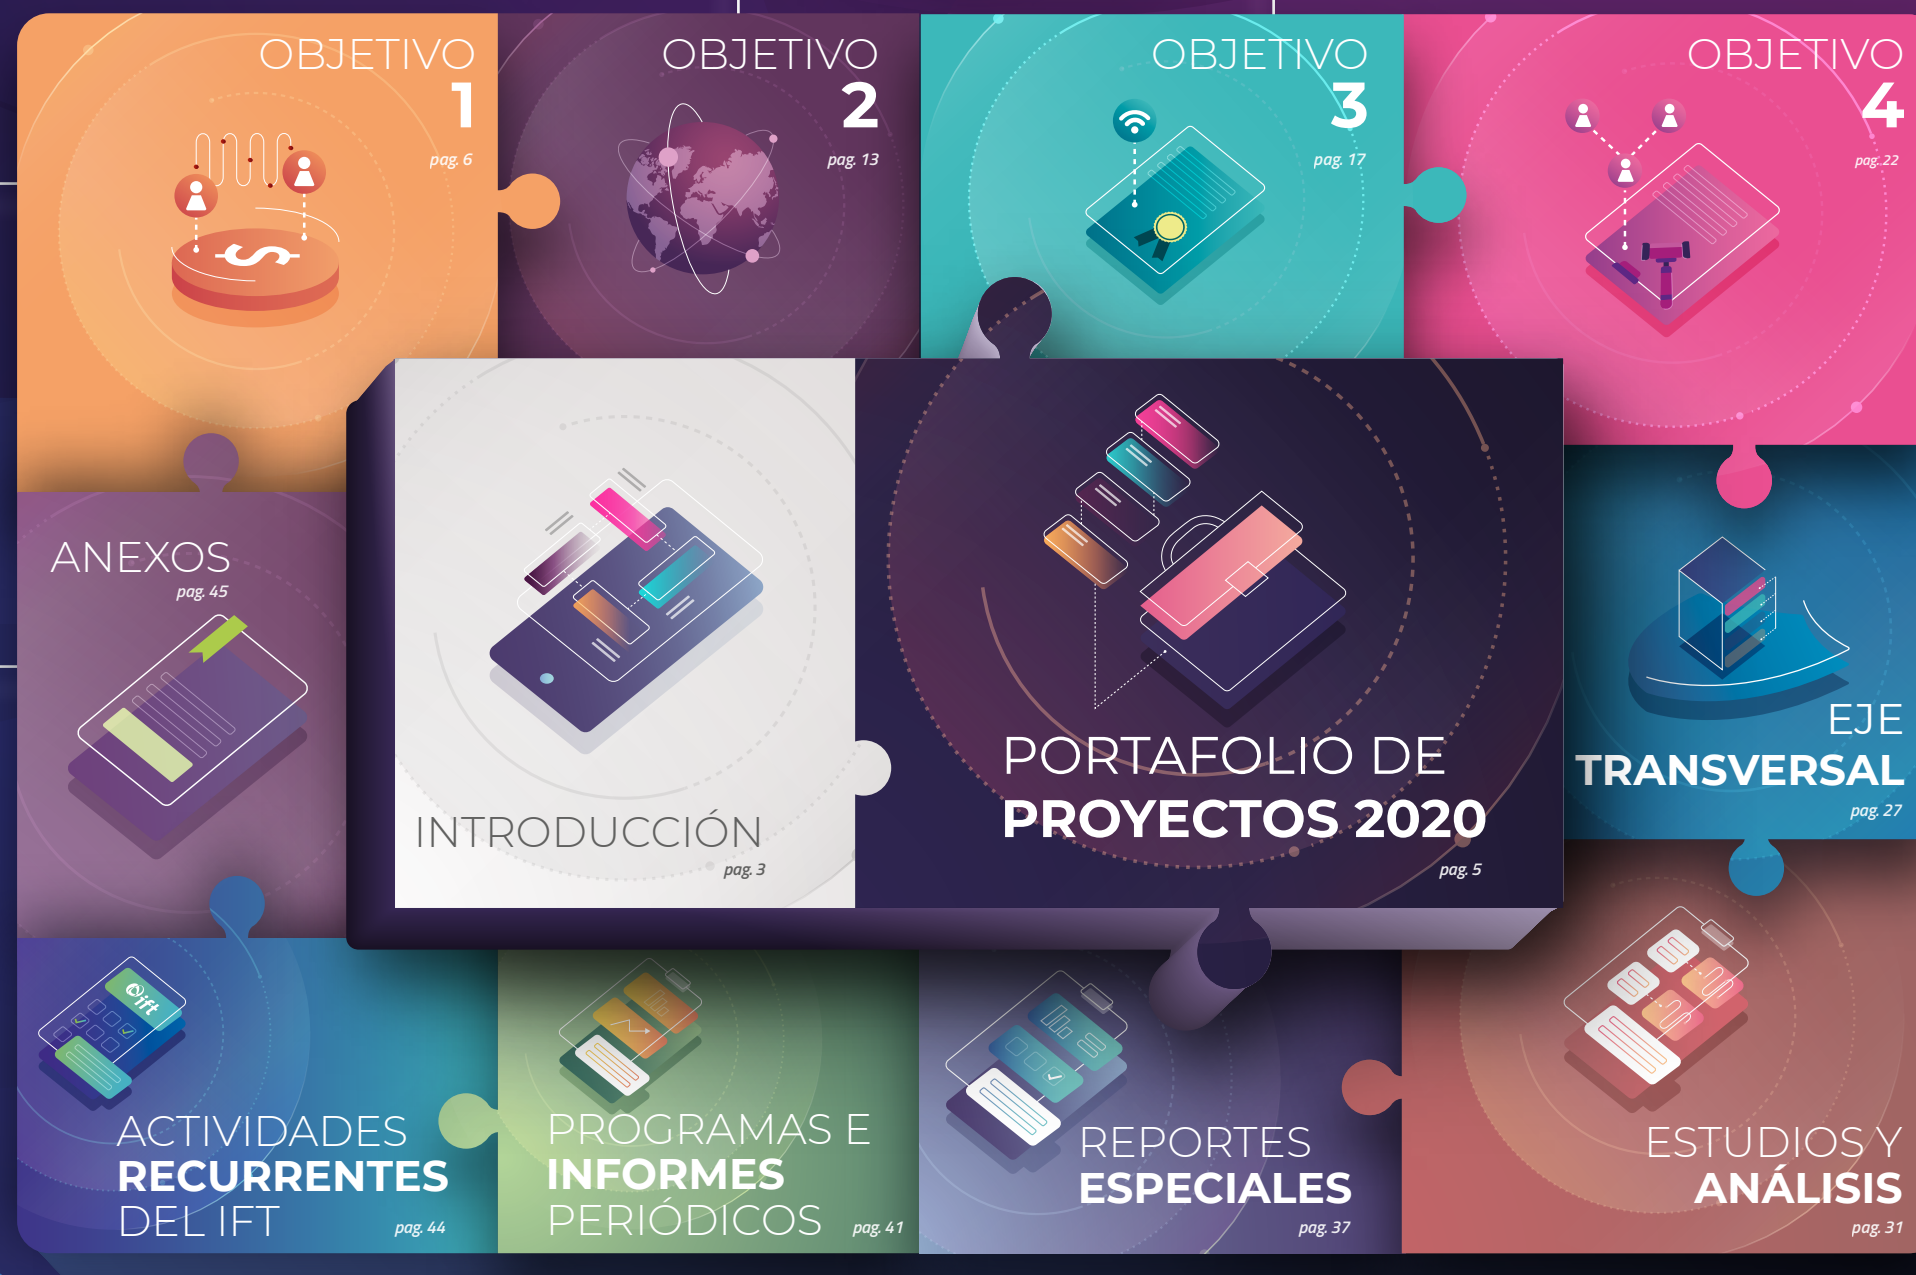 OBJETIVO
1
pag. 6
OBJETIVO
2
pag. 13
OBJETIVO
3
pag. 17
OBJETIVO
4
pag. 22
ANEXOS
pag. 45
INTRODUCCIÓN
pag. 3
PORTAFOLIO DE
PROYECTOS 2020
pag. 5
EJE
TRANSVERSAL
pag. 27
ift
ACTIVIDADES
RECURRENTES
DEL IFT
pag. 44
PROGRAMAS E
INFORMES
PERIÓDICOS
pag. 41
REPORTES
ESPECIALES
pag. 37
ESTUDIOS Y
ANÁLISIS
pag. 31